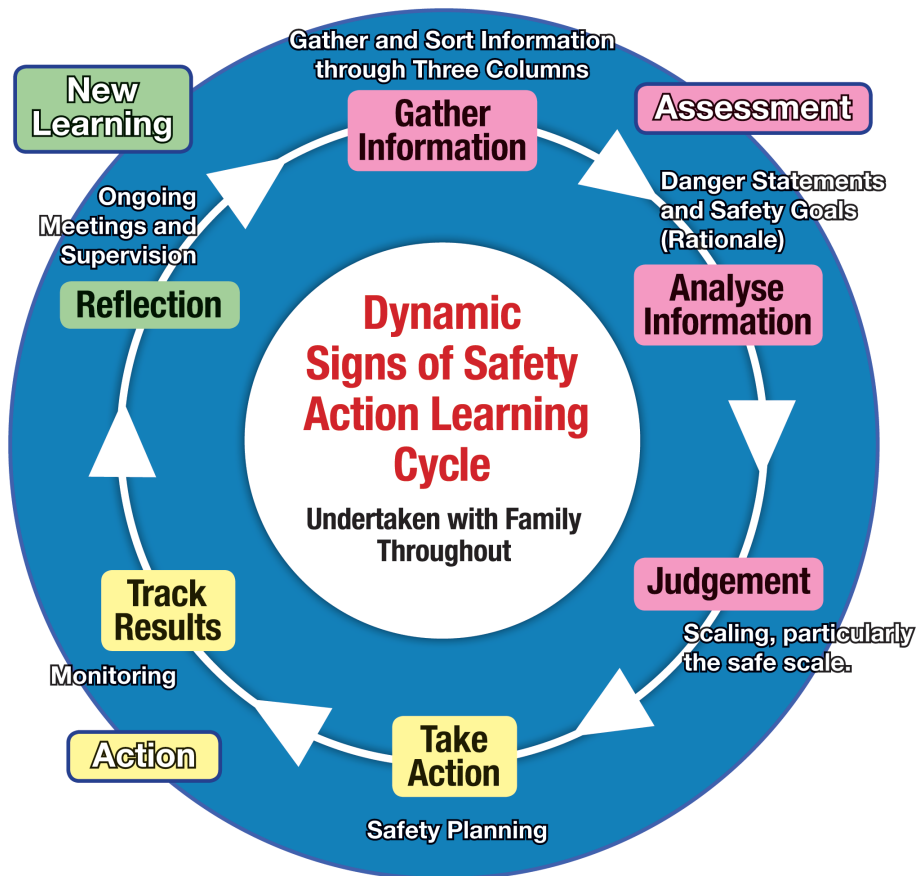 Gather and Sort Information
through Three Columns
New
Learning
Gather
Information
Assessment
Ongoing
Meetings and
Supervision
Danger Statements
and Safety Goals
(Rationale)
Reflection
Analyse
Information
Dynamic
Signs of Safety
Action Learning
Cycle
Undertaken with Family
Throughout
Track
Results
Judgement
Monitoring
Scaling, particularly
the safe scale.
Action
Take
Action
Safety Planning